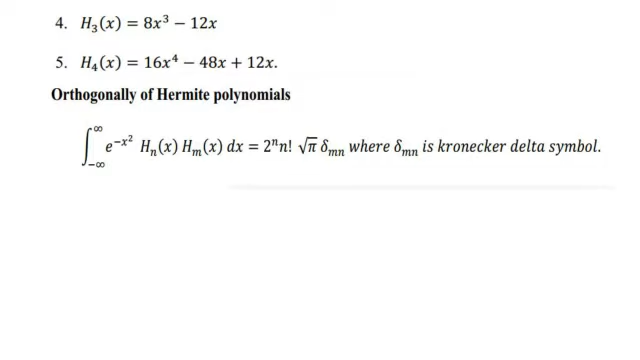 4. H₃(x) = 8x³ − 12x
5. H₄(x) = 16x⁴ − 48x + 12x.
Orthogonally of Hermite polynomials
∫₋∞^∞ e^(−x²) Hₙ(x) Hₘ(x) dx = 2ⁿn! √π δₘₙ where δₘₙ is kronecker delta symbol.